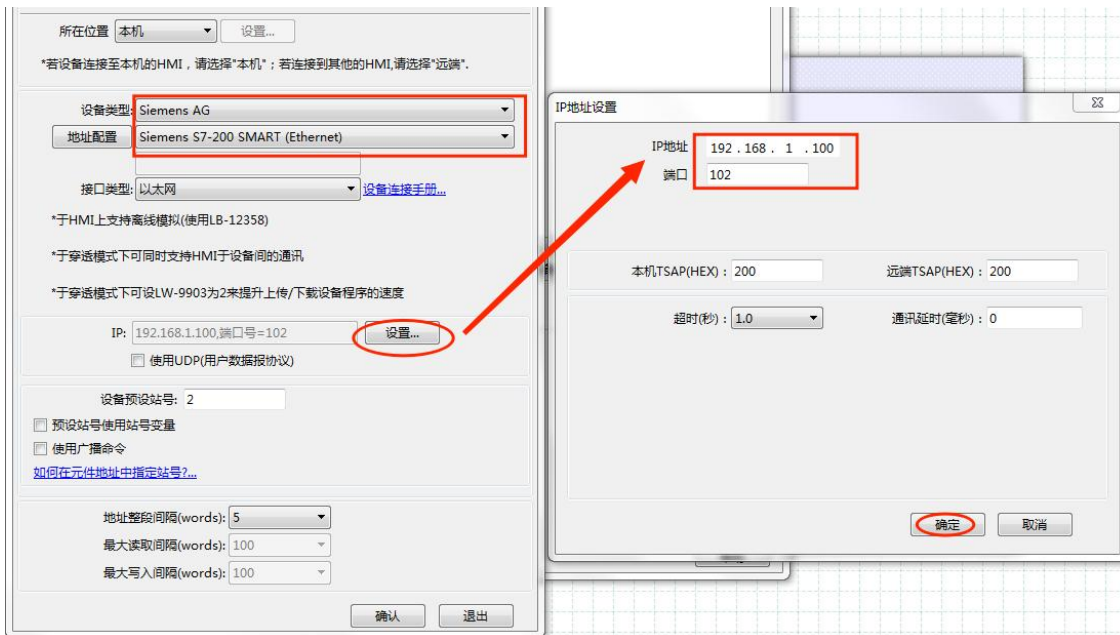 所在位置 本机 设置...
*若设备连接至本机的HMI，请选择"本机"；若连接到其他的HMI,请选择"远端".
设备类型: Siemens AG
地址配置 Siemens S7-200 SMART (Ethernet)
接口类型: 以太网 设备连接手册...
*于HMI上支持离线模拟(使用LB-12358)
*于穿透模式下可同时支持HMI于设备间的通讯
*于穿透模式下可设LW-9903为2来提升上传/下载设备程序的速度
IP: 192.168.1.100,端口号=102 设置...
使用UDP(用户数据报协议)
设备预设站号: 2
预设站号使用站号变量
使用广播命令
如何在元件地址中指定站号?...
地址整段间隔(words): 5
最大读取间隔(words): 100
最大写入间隔(words): 100
确认 退出
IP地址设置
IP地址 192 . 168 . 1 . 100
端口 102
本机TSAP(HEX) : 200 远端TSAP(HEX) : 200
超时(秒) : 1.0 通讯延时(毫秒) : 0
确定 取消